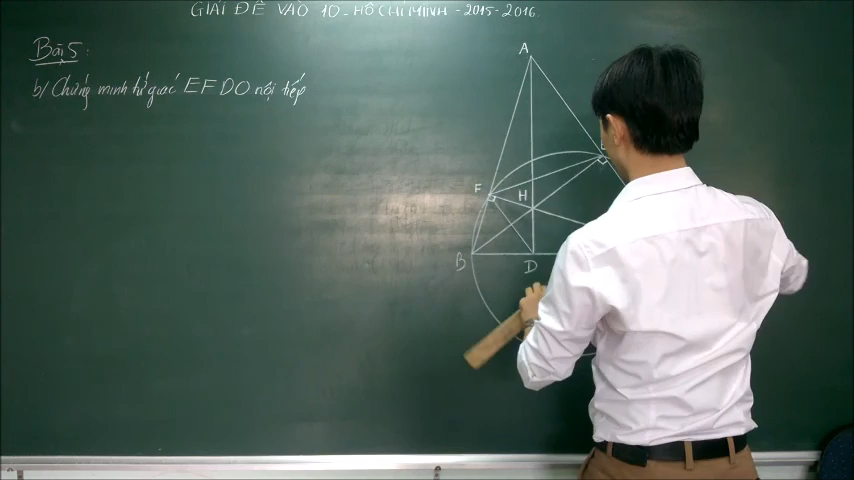 GIẢI ĐỀ VÀO 10 - HỒ CHÍ MINH - 2015-2016.
Bài 5:
b/ Chứng minh tứ giác EFDO nội tiếp
A
F
H
B
D